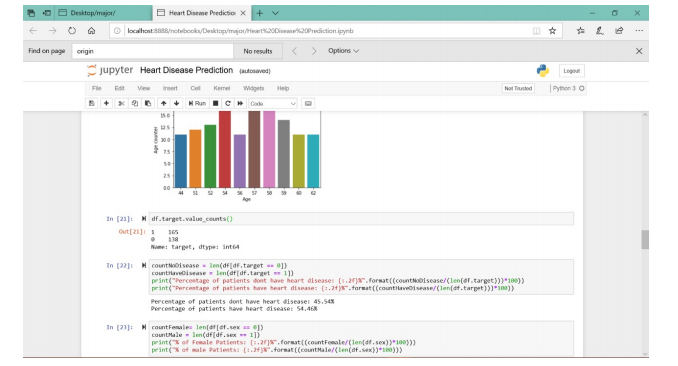 Desktop/major/
Heart Disease Predictio
localhost:8888/notebooks/Desktop/major/Heart%20Disease%20Prediction.ipynb
Find on page
origin
No results
Options
jupyter Heart Disease Prediction (autosaved)
Logout
File Edit View Insert Cell Kernel Widgets Help
Not Trusted
Python 3
Run
Code
15.0
12.5
10.0
7.5
5.0
2.5
0.0
Age counter
44 51 52 54 56 57 58 59 60 62
Age
In [21]: df.target.value_counts()
Out[21]: 1 165
0 138
Name: target, dtype: int64
In [22]: countNoDisease = len(df[df.target == 0])
countHaveDisease = len(df[df.target == 1])
print("Percentage of patients dont have heart disease: {:.2f}%".format((countNoDisease/(len(df.target)))*100))
print("Percentage of patients have heart disease: {:.2f}%".format((countHaveDisease/(len(df.target)))*100))
Percentage of patients dont have heart disease: 45.54%
Percentage of patients have heart disease: 54.46%
In [23]: countFemale= len(df[df.sex == 0])
countMale = len(df[df.sex == 1])
print("% of Female Patients: {:.2f}%".format((countFemale/(len(df.sex))*100)))
print("% of male Patients: {:.2f}%".format((countMale/(len(df.sex))*100)))